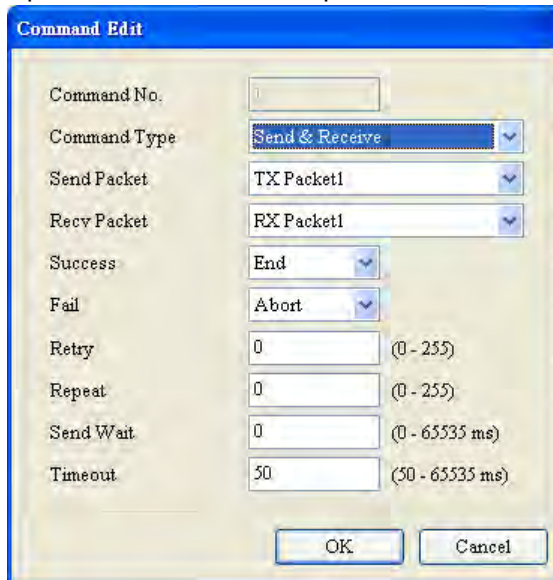 Command Edit
Command No. 1
Command Type Send & Receive
Send Packet TX Packet1
Recv Packet RX Packet1
Success End
Fail Abort
Retry 0 (0 - 255)
Repeat 0 (0 - 255)
Send Wait 0 (0 - 65535 ms)
Timeout 50 (50 - 65535 ms)
OK Cancel